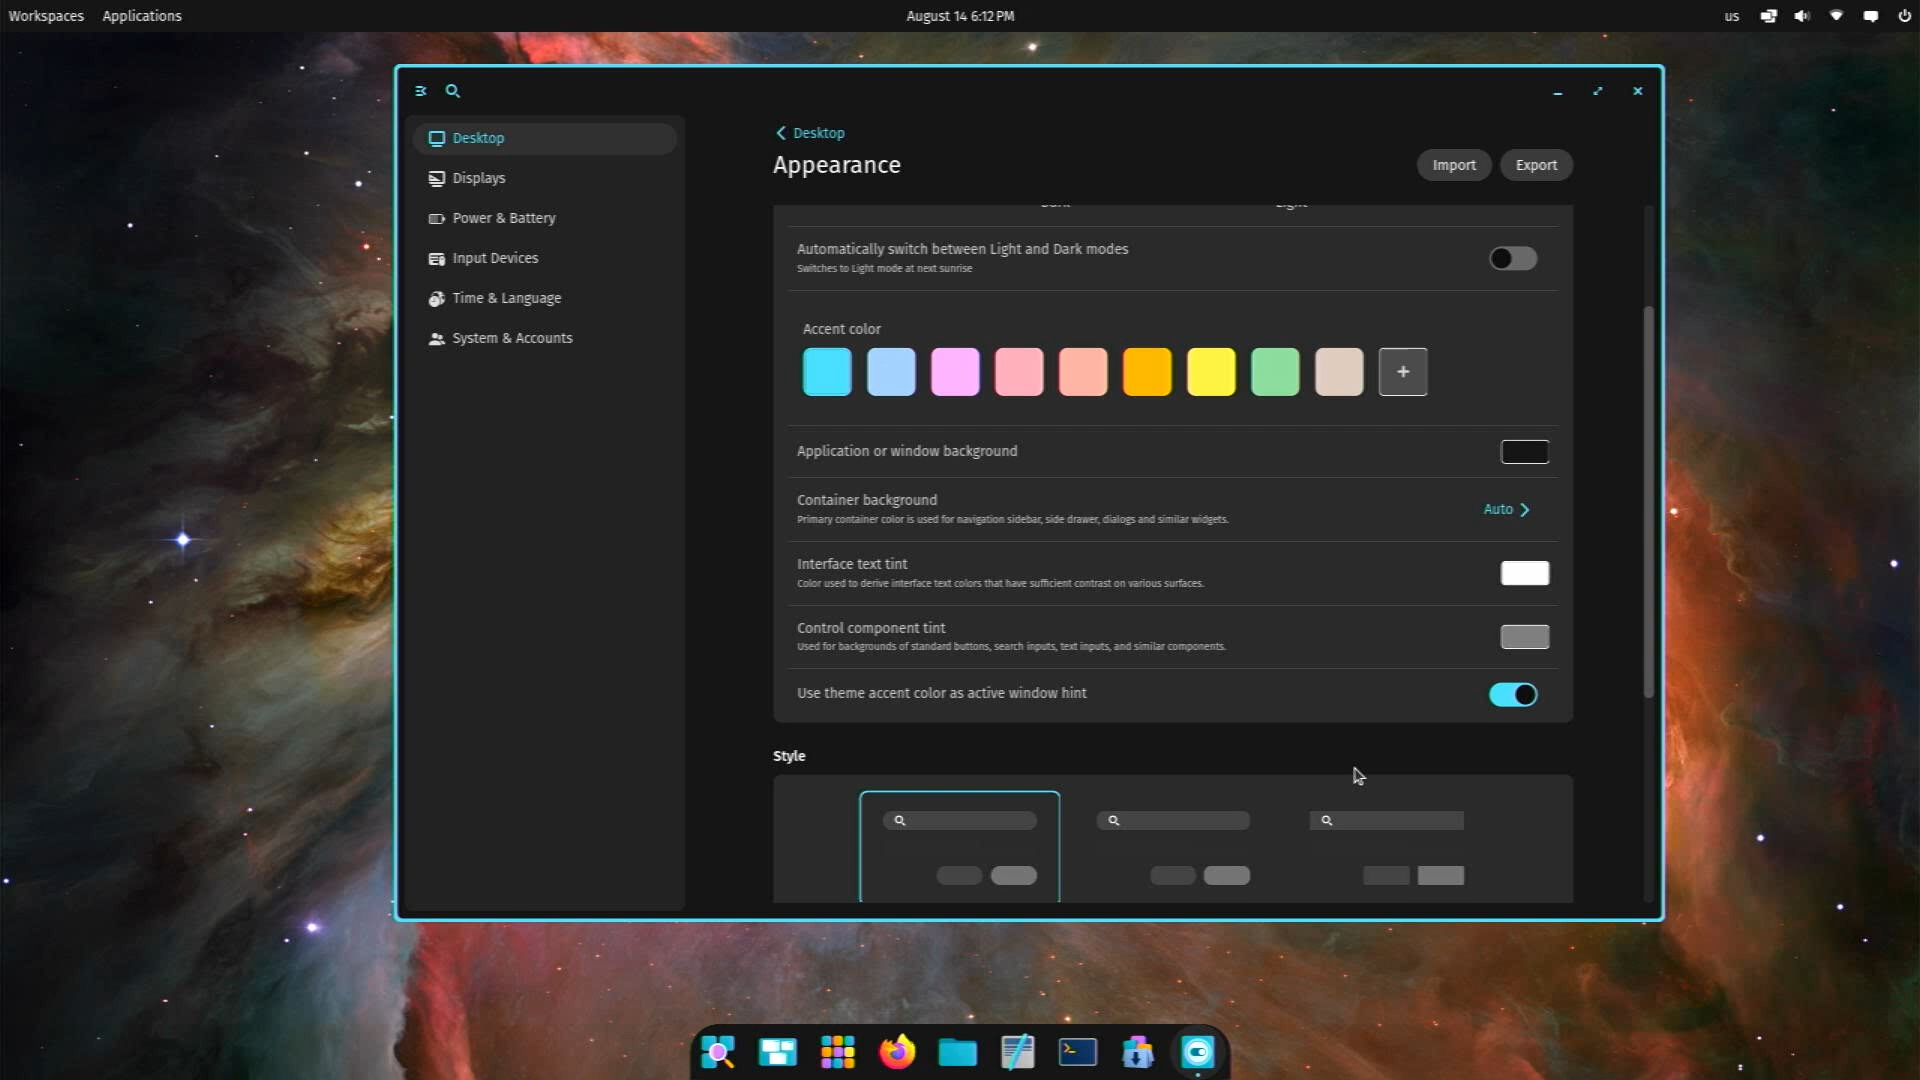 Workspaces Applications August 14 6:12 PM us
Desktop
Displays
Power & Battery
Input Devices
Time & Language
System & Accounts
Desktop
Appearance
Import Export
Dark Light
Automatically switch between Light and Dark modes
Switches to Light mode at next sunrise
Accent color
+
Application or window background
Container background
Primary container color is used for navigation sidebar, side drawer, dialogs and similar widgets.
Auto
Interface text tint
Color used to derive interface text colors that have sufficient contrast on various surfaces.
Control component tint
Used for backgrounds of standard buttons, search inputs, text inputs, and similar components.
Use theme accent color as active window hint
Style